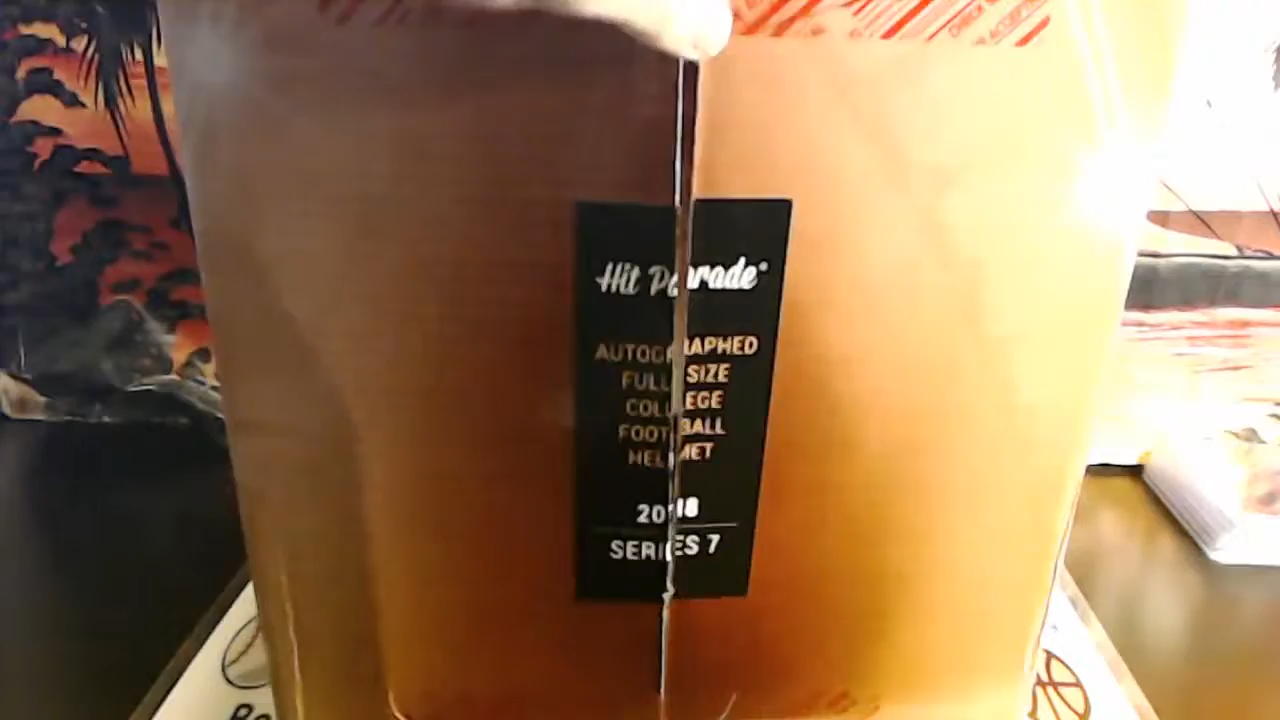 Hit Parade
AUTOGRAPHED
FULL SIZE
COLLEGE
FOOTBALL
HELMET
2018
SERIES 7